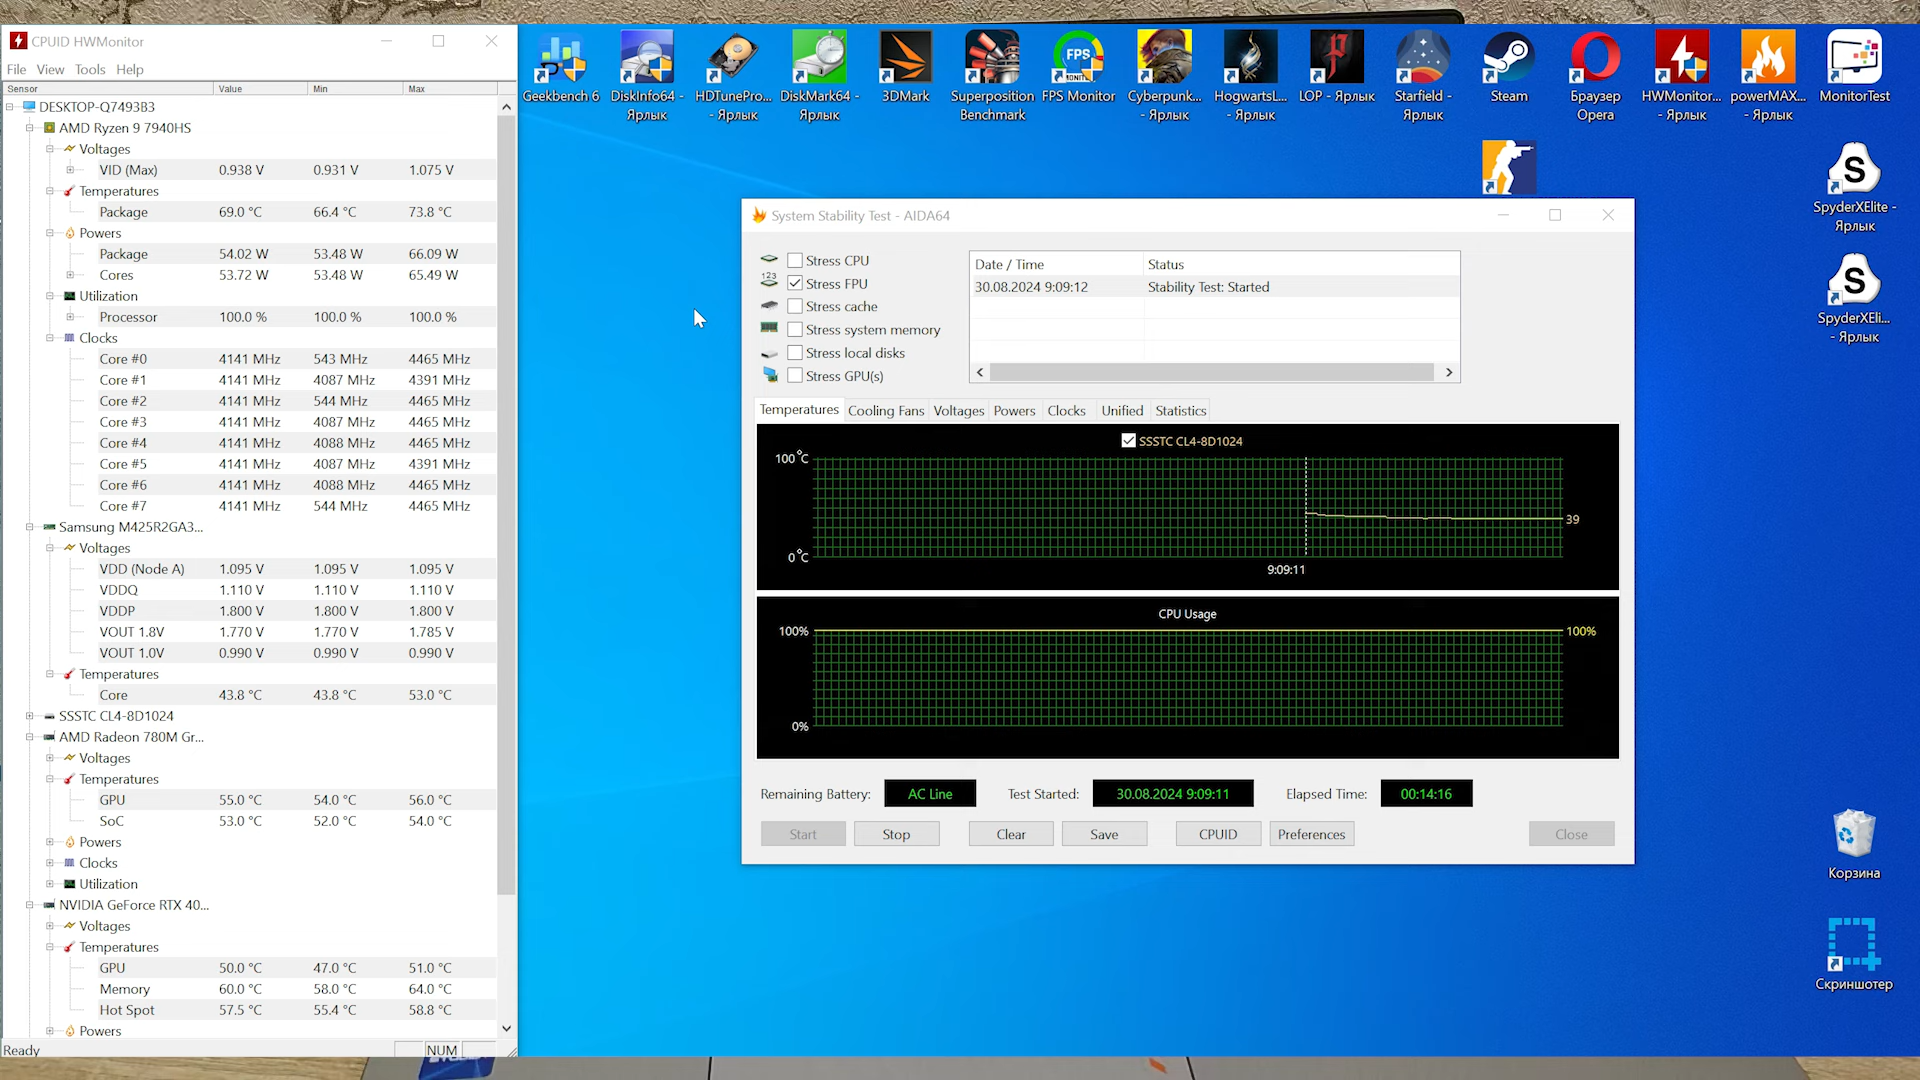 CPUID HWMonitor
File View Tools Help
Sensor Value Min Max
DESKTOP-Q7493B3
AMD Ryzen 9 7940HS
Voltages
VID (Max) 0.938 V 0.931 V 1.075 V
Temperatures
Package 69.0 °C 66.4 °C 73.8 °C
Powers
Package 54.02 W 53.48 W 66.09 W
Cores 53.72 W 53.48 W 65.49 W
Utilization
Processor 100.0 % 100.0 % 100.0 %
Clocks
Core #0 4141 MHz 543 MHz 4465 MHz
Core #1 4141 MHz 4087 MHz 4391 MHz
Core #2 4141 MHz 544 MHz 4465 MHz
Core #3 4141 MHz 4087 MHz 4465 MHz
Core #4 4141 MHz 4088 MHz 4465 MHz
Core #5 4141 MHz 4087 MHz 4391 MHz
Core #6 4141 MHz 4088 MHz 4465 MHz
Core #7 4141 MHz 544 MHz 4465 MHz
Samsung M425R2GA3...
Voltages
VDD (Node A) 1.095 V 1.095 V 1.095 V
VDDQ 1.110 V 1.110 V 1.110 V
VDDP 1.800 V 1.800 V 1.800 V
VOUT 1.8V 1.770 V 1.770 V 1.785 V
VOUT 1.0V 0.990 V 0.990 V 0.990 V
Temperatures
Core 43.8 °C 43.8 °C 53.0 °C
SSSTC CL4-8D1024
AMD Radeon 780M Gr...
Voltages
Temperatures
GPU 55.0 °C 54.0 °C 56.0 °C
SoC 53.0 °C 52.0 °C 54.0 °C
Powers
Clocks
Utilization
NVIDIA GeForce RTX 40...
Voltages
Temperatures
GPU 50.0 °C 47.0 °C 51.0 °C
Memory 60.0 °C 58.0 °C 64.0 °C
Hot Spot 57.5 °C 55.4 °C 58.8 °C
Powers
Ready NUM
Geekbench 6
DiskInfo64 - Ярлык
HDTunePro... - Ярлык
DiskMark64 - Ярлык
3DMark
Superposition Benchmark
FPS
MONITOR
FPS Monitor
Cyberpunk... - Ярлык
HogwartsL... - Ярлык
LOP - Ярлык
Starfield - Ярлык
Steam
Браузер Opera
HWMonitor... - Ярлык
powerMAX... - Ярлык
MonitorTest
S
SpyderXElite - Ярлык
S
SpyderXEli... - Ярлык
Корзина
Скриншотер
System Stability Test - AIDA64
Stress CPU
123
Stress FPU
Stress cache
Stress system memory
Stress local disks
Stress GPU(s)
Date / Time Status
30.08.2024 9:09:12 Stability Test: Started
Temperatures Cooling Fans Voltages Powers Clocks Unified Statistics
SSSTC CL4-8D1024
100 °C
39
0 °C
9:09:11
CPU Usage
100% 100%
0%
Remaining Battery: AC Line Test Started: 30.08.2024 9:09:11 Elapsed Time: 00:14:16
Start Stop Clear Save CPUID Preferences Close